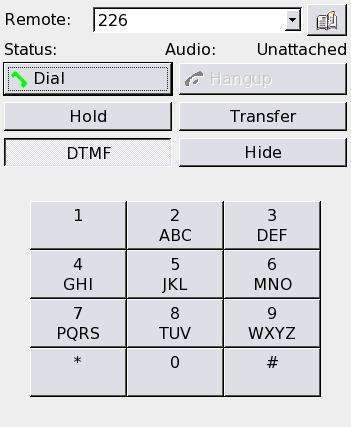 Remote: 226
Status: Audio: Unattached
Dial Hangup
Hold Transfer
DTMF Hide
1 2 3
ABC DEF
4 5 6
GHI JKL MNO
7 8 9
PQRS TUV WXYZ
* 0 #